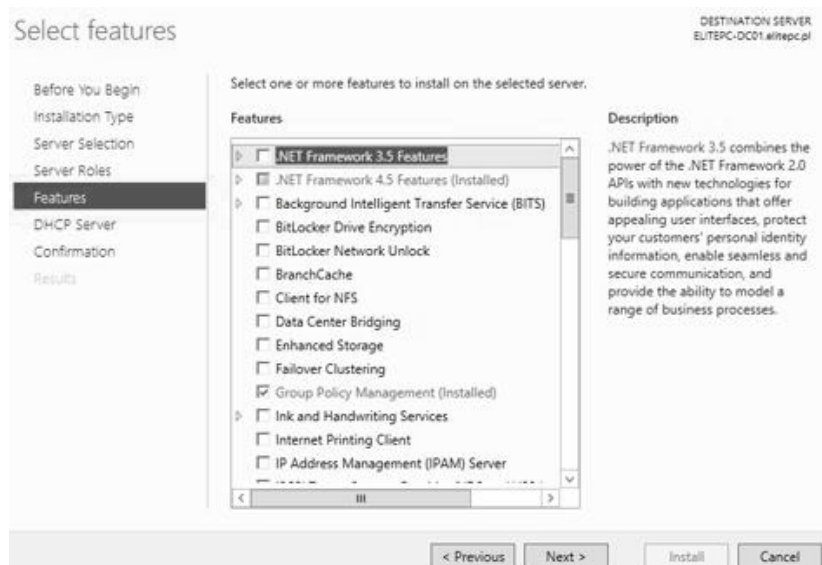 Select features
DESTINATION SERVER
ELITEPC-DC01.elitepc.pl
Before You Begin
Installation Type
Server Selection
Server Roles
Features
DHCP Server
Confirmation
Results
Select one or more features to install on the selected server.
Features
.NET Framework 3.5 Features
.NET Framework 4.5 Features (Installed)
Background Intelligent Transfer Service (BITS)
BitLocker Drive Encryption
BitLocker Network Unlock
BranchCache
Client for NFS
Data Center Bridging
Enhanced Storage
Failover Clustering
Group Policy Management (Installed)
Ink and Handwriting Services
Internet Printing Client
IP Address Management (IPAM) Server
Description
.NET Framework 3.5 combines the
power of the .NET Framework 2.0
APIs with new technologies for
building applications that offer
appealing user interfaces, protect
your customers' personal identity
information, enable seamless and
secure communication, and
provide the ability to model a
range of business processes.
< Previous
Next >
Install
Cancel